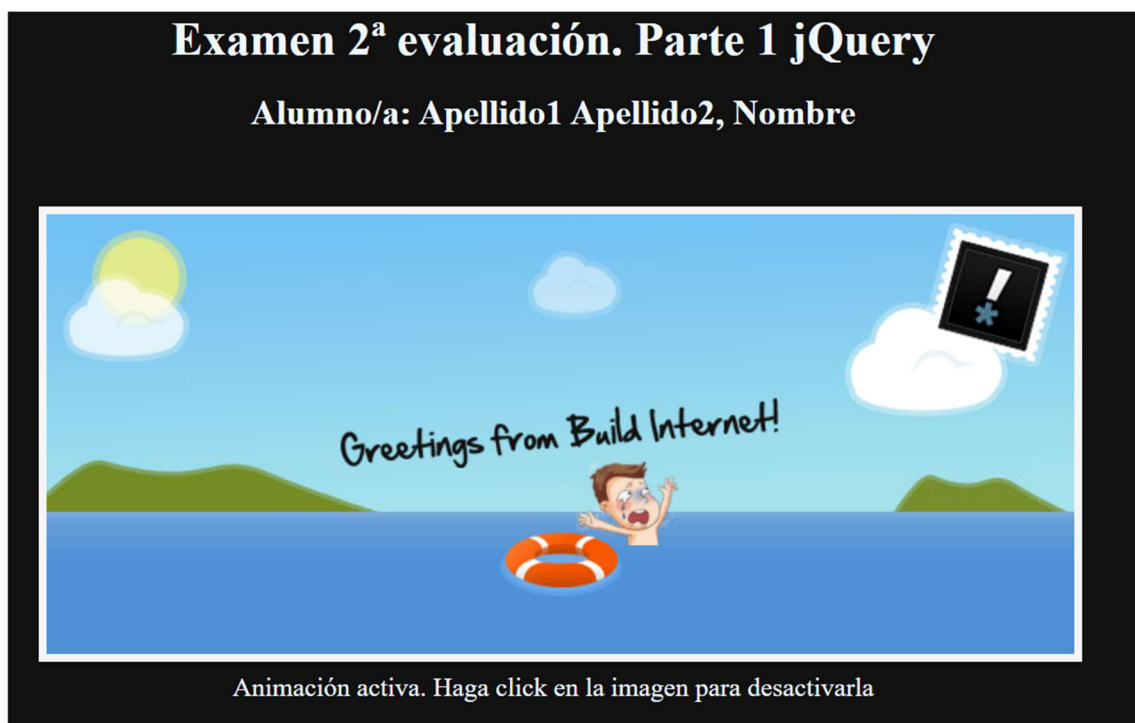 Examen 2ª evaluación. Parte 1 jQuery
Alumno/a: Apellido1 Apellido2, Nombre
Greetings from Build Internet!
Animación activa. Haga click en la imagen para desactivarla